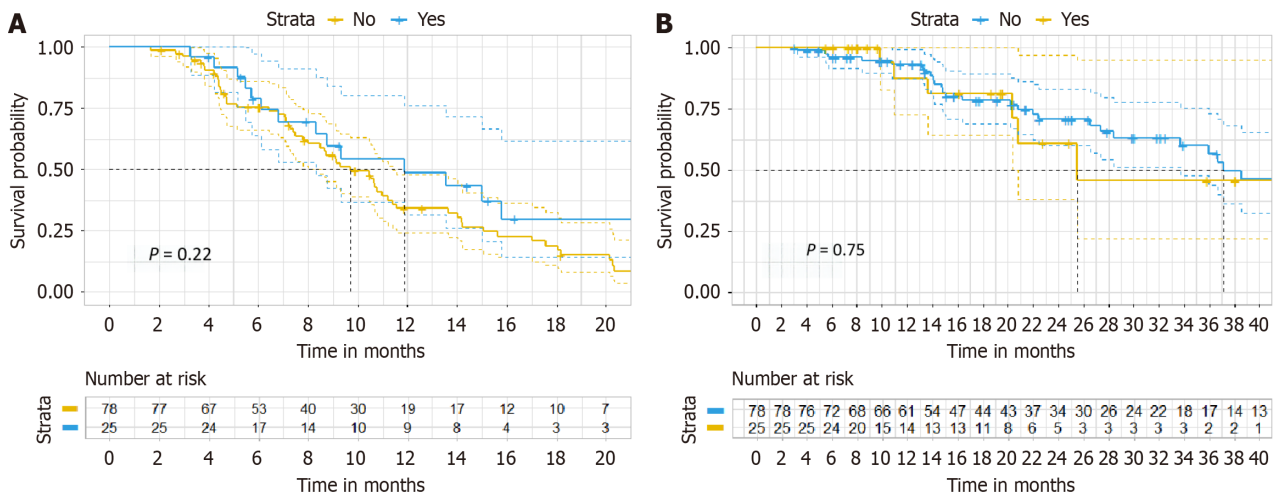 A
Strata No Yes
Survival probability
1.00
0.75
0.50
0.25
0.00
P = 0.22
0 2 4 6 8 10 12 14 16 18 20
Time in months
Number at risk
Strata
78 77 67 53 40 30 19 17 12 10 7
25 25 24 17 14 10 9 8 4 3 3
0 2 4 6 8 10 12 14 16 18 20
Time in months
B
Strata No Yes
Survival probability
1.00
0.75
0.50
0.25
0.00
P = 0.75
0 2 4 6 8 10 12 14 16 18 20 22 24 26 28 30 32 34 36 38 40
Time in months
Number at risk
Strata
78 78 76 72 68 66 61 54 47 44 43 37 34 30 26 24 22 18 17 14 13
25 25 25 24 20 15 14 13 13 11 8 6 5 3 3 3 3 3 2 2 1
0 2 4 6 8 10 12 14 16 18 20 22 24 26 28 30 32 34 36 38 40
Time in months